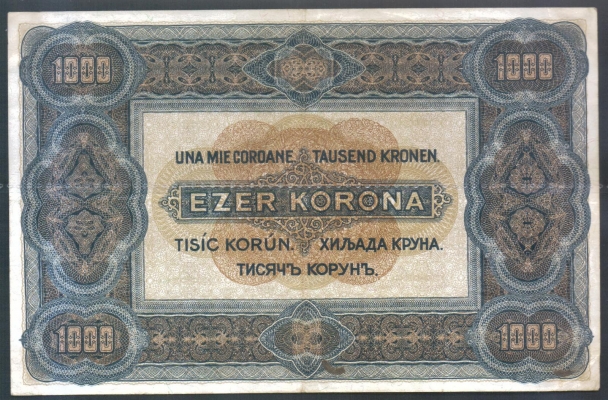 1000 1000
UNA MIE COROANE. TAUSEND KRONEN.
EZER KORONA
TISÍC KORÚN. ХИЉАДА КРУНА.
ТИСЯЧЪ КОРУНЪ.
1000 1000